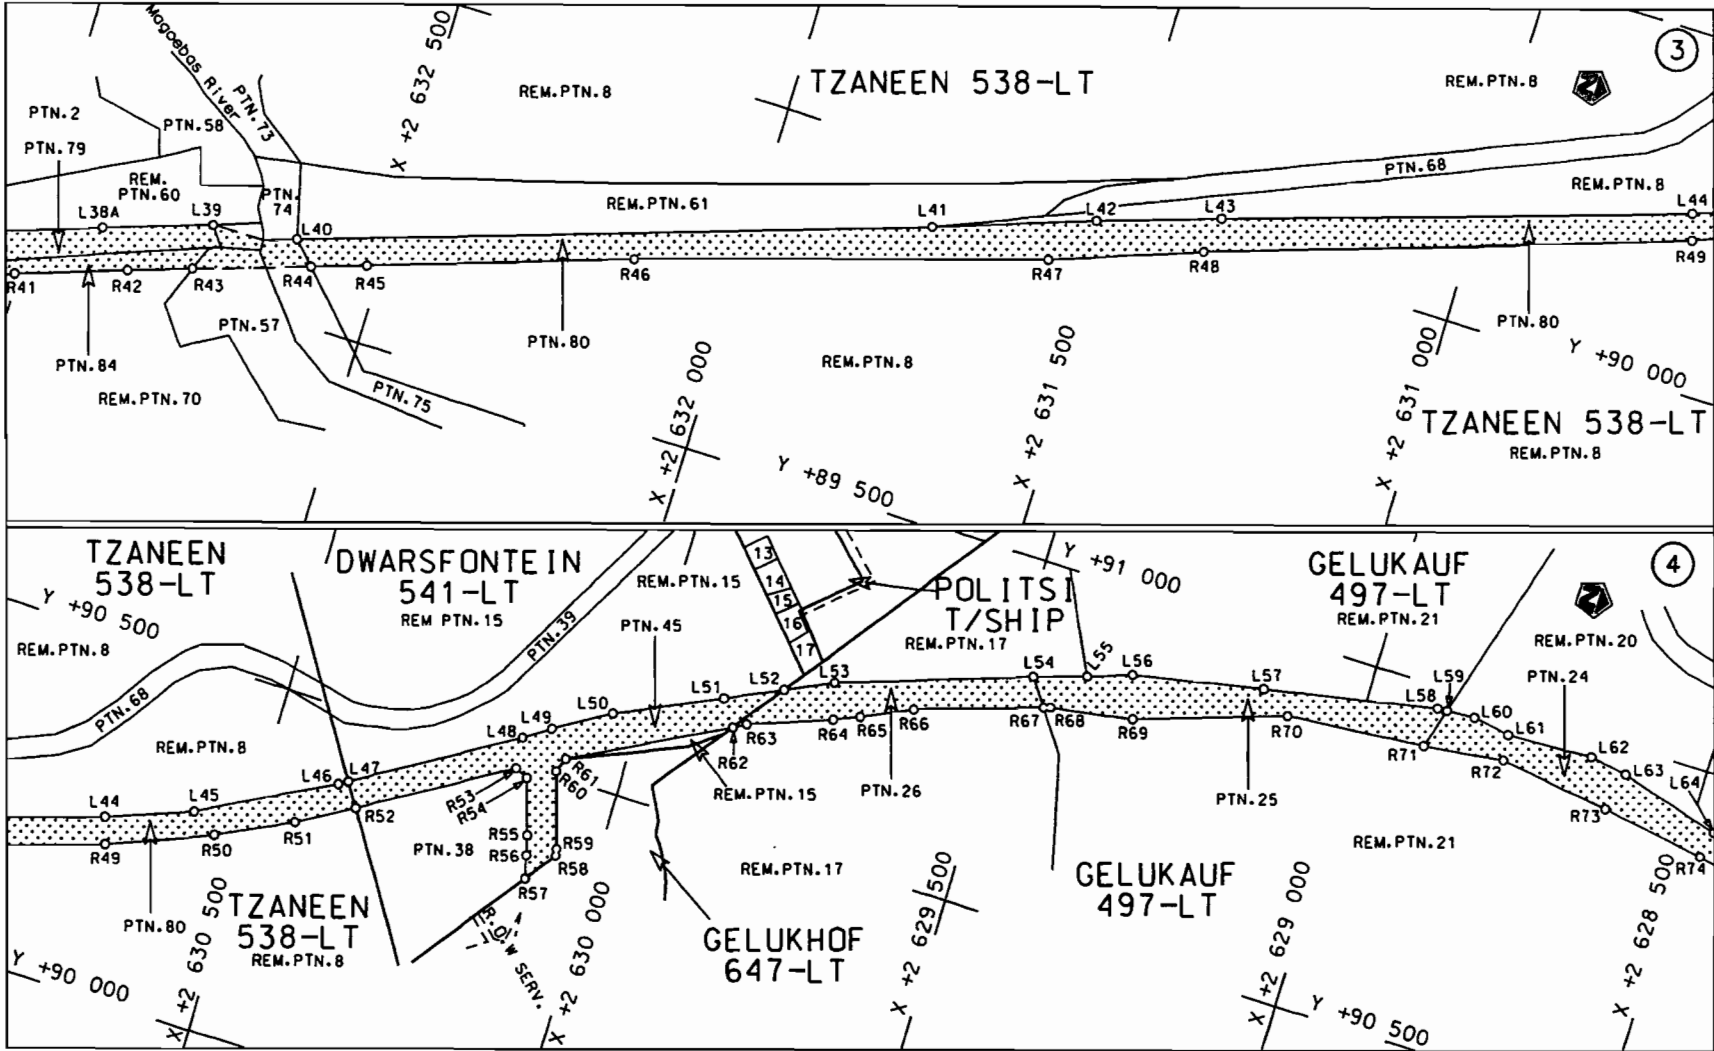 3
Magoebas River
PTN.73
X +2 632 500
REM.PTN.8
TZANEEN 538-LT
REM.PTN.8
PTN.2
PTN.58
PTN.79
REM.
PTN.60
PTN.
74
PTN.68
REM.PTN.8
L38A
L39
L40
REM.PTN.61
L41
L42
L43
L44
R41
R42
R43
R44
R45
R46
R47
R48
R49
PTN.57
PTN.84
PTN.80
PTN.80
REM.PTN.70
PTN.75
REM.PTN.8
X +2 632 000
X +2 631 500
X +2 631 000
Y +90 000
Y +89 500
TZANEEN 538-LT
REM.PTN.8
4
TZANEEN
538-LT
DWARSFONTEIN
541-LT
REM PTN.15
REM.PTN.15
13
14
15
16
17
POLITSI
T/SHIP
Y +91 000
GELUKAUF
497-LT
REM.PTN.21
Y +90 500
REM.PTN.8
PTN.39
PTN.45
REM.PTN.17
REM.PTN.20
PTN.68
REM.PTN.8
PTN.24
L44
L45
L46
L47
L48
L49
L50
L51
L52
L53
L54
L55
L56
L57
L58
L59
L60
L61
L62
L63
L64
R49
R50
R51
R52
R53
R54
R55
R56
R57
R58
R59
R60
R61
R62
R63
R64
R65
R66
R67
R68
R69
R70
R71
R72
R73
R74
PTN.38
REM.PTN.15
PTN.26
PTN.25
REM.PTN.21
REM.PTN.17
PTN.80
TZANEEN
538-LT
REM.PTN.8
R.O.W SERV.
GELUKHOF
647-LT
GELUKAUF
497-LT
Y +90 000
X +2 630 500
X +2 630 000
X +2 629 500
X +2 629 000
Y +90 500
X +2 628 500